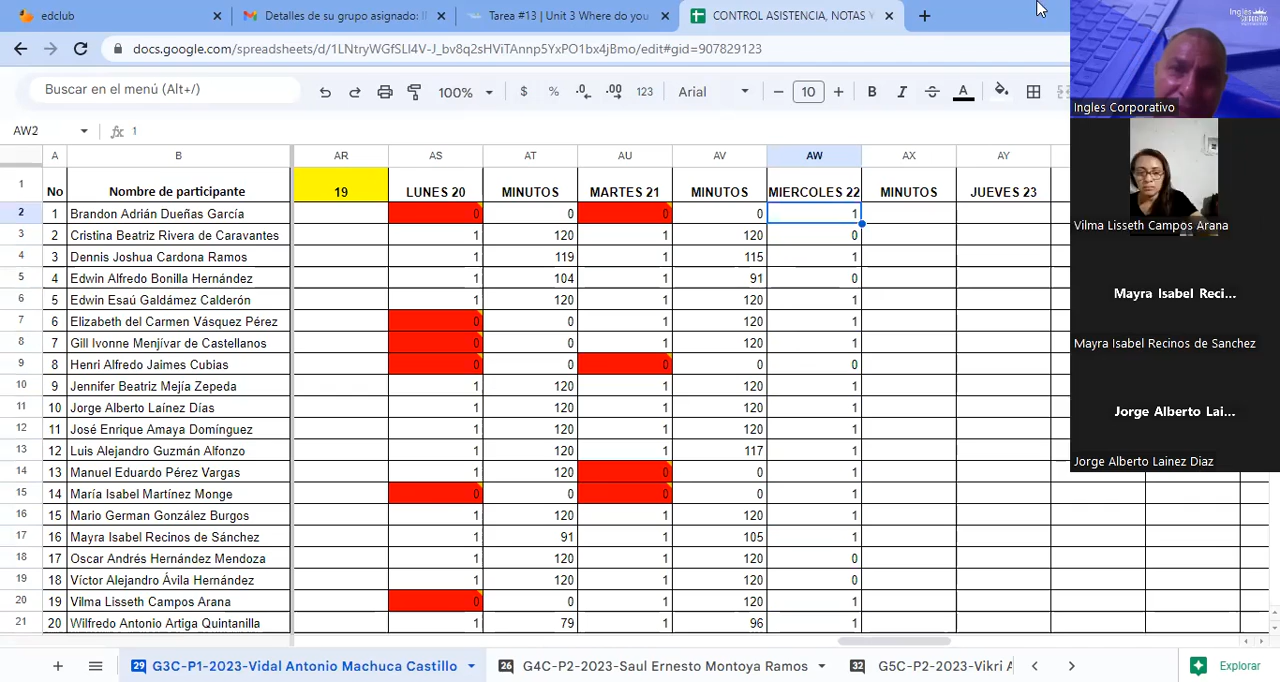 edclub
Detalles de su grupo asignado: I
Tarea #13 | Unit 3 Where do you
CONTROL ASISTENCIA, NOTAS Y
docs.google.com/spreadsheets/d/1LNtryWGfSLI4V-J_bv8q2sHViTAnnp5YxPO1bx4jBmo/edit#gid=907829123
Buscar en el menú (Alt+/)
100%
$ % .0 .00 123 Arial 10 B I S A
AW2 fx 1
A B AR AS AT AU AV AW AX AY
1 No Nombre de participante 19 LUNES 20 MINUTOS MARTES 21 MINUTOS MIERCOLES 22 MINUTOS JUEVES 23
2 1 Brandon Adrián Dueñas García 0 0 0 0 1
3 2 Cristina Beatriz Rivera de Caravantes 1 120 1 120 0
4 3 Dennis Joshua Cardona Ramos 1 119 1 115 1
5 4 Edwin Alfredo Bonilla Hernández 1 104 1 91 0
6 5 Edwin Esaú Galdámez Calderón 1 120 1 120 1
7 6 Elizabeth del Carmen Vásquez Pérez 0 0 1 120 1
8 7 Gill Ivonne Menjívar de Castellanos 0 0 1 120 1
9 8 Henri Alfredo Jaimes Cubias 0 0 0 0 0
10 9 Jennifer Beatriz Mejía Zepeda 1 120 1 120 1
11 10 Jorge Alberto Laínez Días 1 120 1 120 1
12 11 José Enrique Amaya Domínguez 1 120 1 120 1
13 12 Luis Alejandro Guzmán Alfonzo 1 120 1 117 1
14 13 Manuel Eduardo Pérez Vargas 1 120 0 0 1
15 14 María Isabel Martínez Monge 0 0 0 0 1
16 15 Mario German González Burgos 1 120 1 120 1
17 16 Mayra Isabel Recinos de Sánchez 1 91 1 105 1
18 17 Oscar Andrés Hernández Mendoza 1 120 1 120 0
19 18 Víctor Alejandro Ávila Hernández 1 120 1 120 0
20 19 Vilma Lisseth Campos Arana 0 0 1 120 1
21 20 Wilfredo Antonio Artiga Quintanilla 1 79 1 96 1
29 G3C-P1-2023-Vidal Antonio Machuca Castillo
26 G4C-P2-2023-Saul Ernesto Montoya Ramos
32 G5C-P2-2023-Vikri A
Explorar
Inglés
Corporativo
Ingles Corporativo
Vilma Lisseth Campos Arana
Mayra Isabel Reci...
Mayra Isabel Recinos de Sanchez
Jorge Alberto Lai...
Jorge Alberto Lainez Diaz